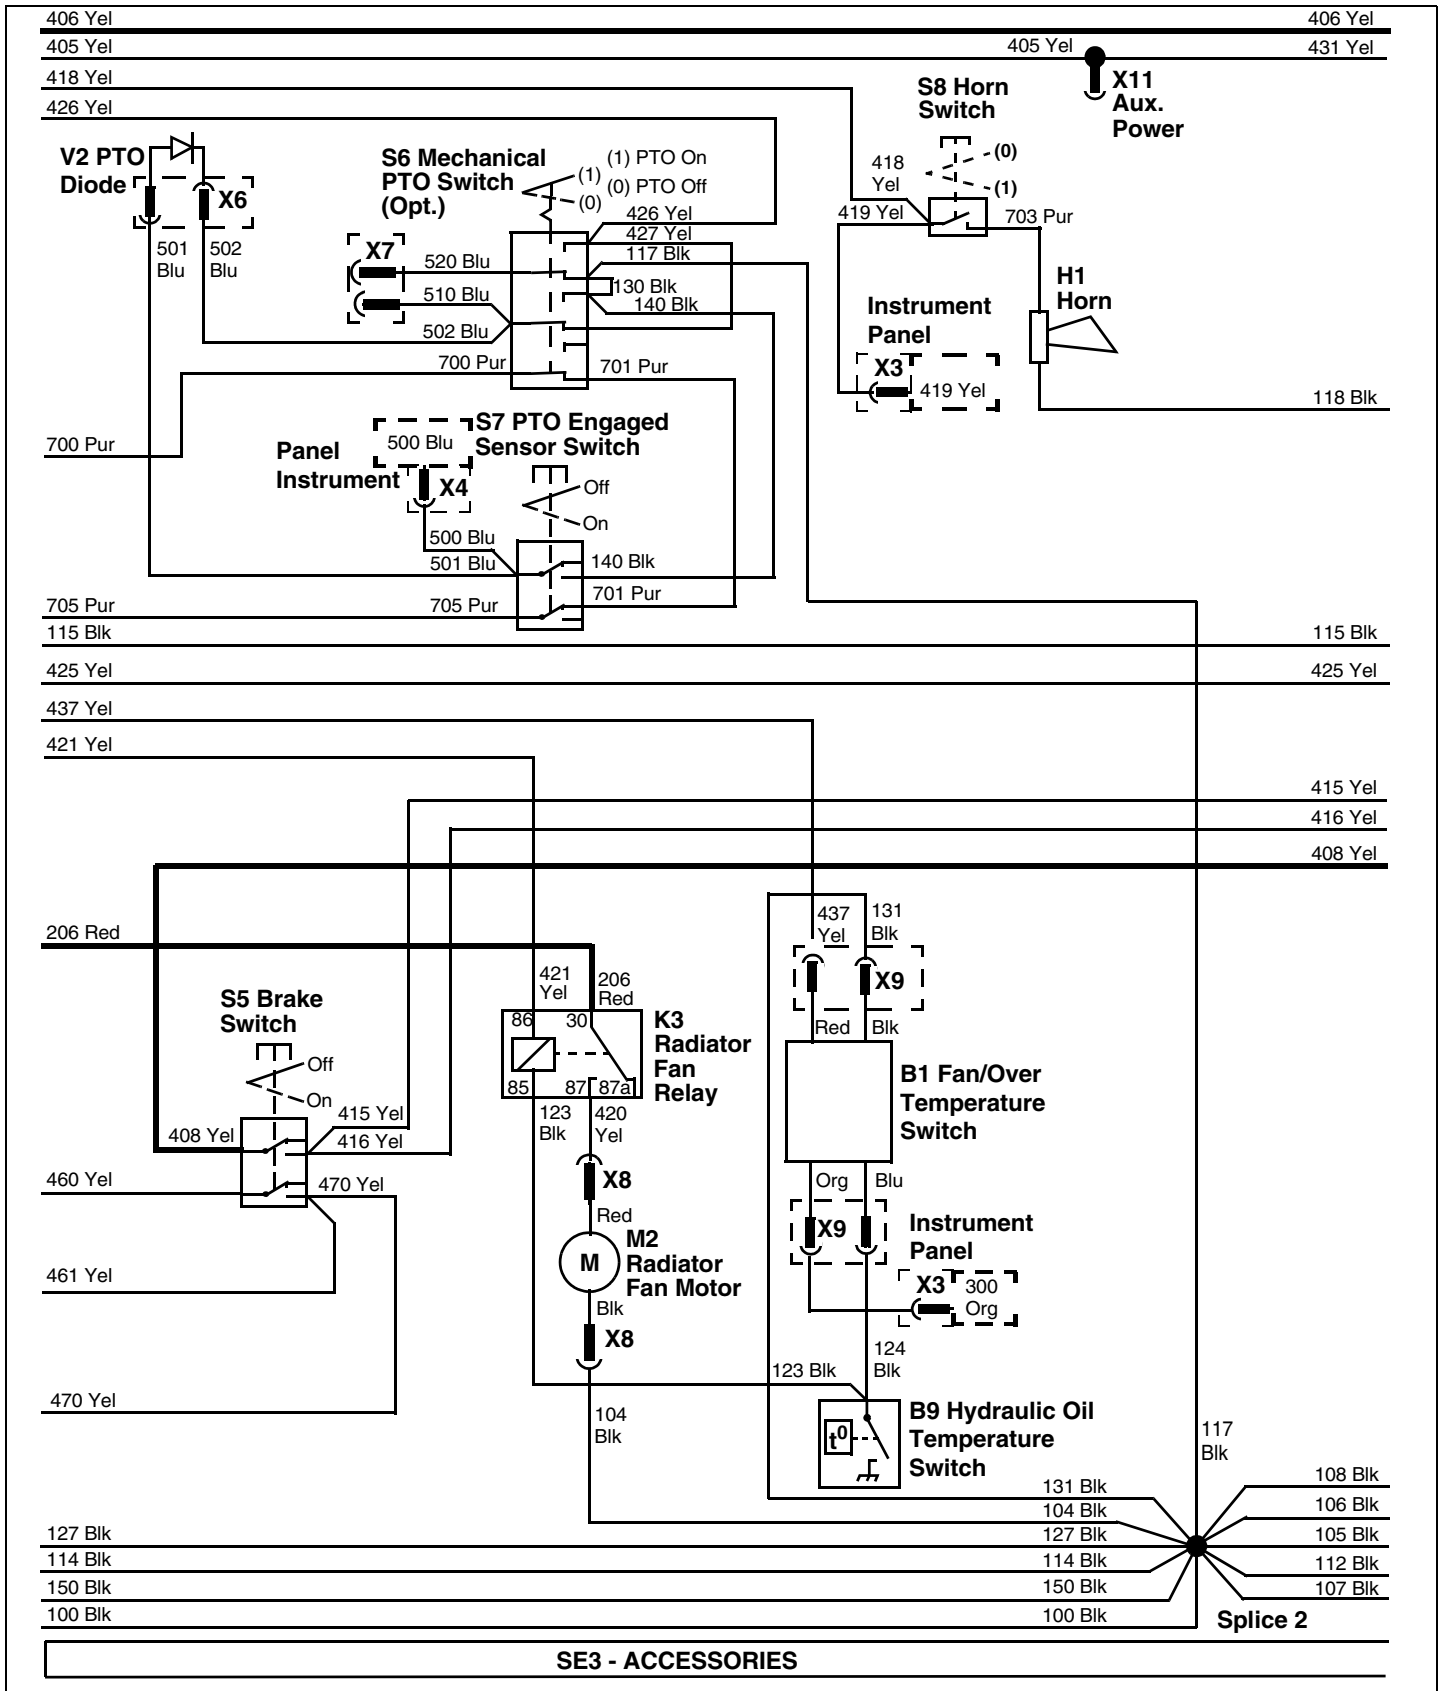 406 Yel
406 Yel
405 Yel
405 Yel
431 Yel
418 Yel
426 Yel
X11
Aux.
Power
S8 Horn
Switch
(0)
(1)
418
Yel
419 Yel
703 Pur
V2 PTO
Diode
X6
501
Blu
502
Blu
S6 Mechanical
PTO Switch
(Opt.)
(1) PTO On
(1)
(0) PTO Off
(0)
426 Yel
427 Yel
117 Blk
X7
520 Blu
130 Blk
510 Blu
140 Blk
502 Blu
700 Pur
701 Pur
H1
Horn
Instrument
Panel
X3
419 Yel
118 Blk
700 Pur
Panel
Instrument
500 Blu
X4
S7 PTO Engaged
Sensor Switch
Off
On
500 Blu
501 Blu
140 Blk
701 Pur
705 Pur
705 Pur
115 Blk
115 Blk
425 Yel
425 Yel
437 Yel
421 Yel
415 Yel
416 Yel
408 Yel
206 Red
437
Yel
131
Blk
X9
Red
Blk
421
Yel
206
Red
86
30
85
87
87a
K3
Radiator
Fan
Relay
B1 Fan/Over
Temperature
Switch
S5 Brake
Switch
Off
On
408 Yel
415 Yel
416 Yel
460 Yel
470 Yel
461 Yel
470 Yel
123
Blk
420
Yel
X8
Red
M
M2
Radiator
Fan Motor
Blk
X8
104
Blk
Org
Blu
X9
Instrument
Panel
X3
300
Org
124
Blk
123 Blk
t0
B9 Hydraulic Oil
Temperature
Switch
117
Blk
131 Blk
108 Blk
104 Blk
106 Blk
127 Blk
127 Blk
105 Blk
114 Blk
114 Blk
112 Blk
150 Blk
150 Blk
107 Blk
100 Blk
100 Blk
Splice 2
SE3 - ACCESSORIES